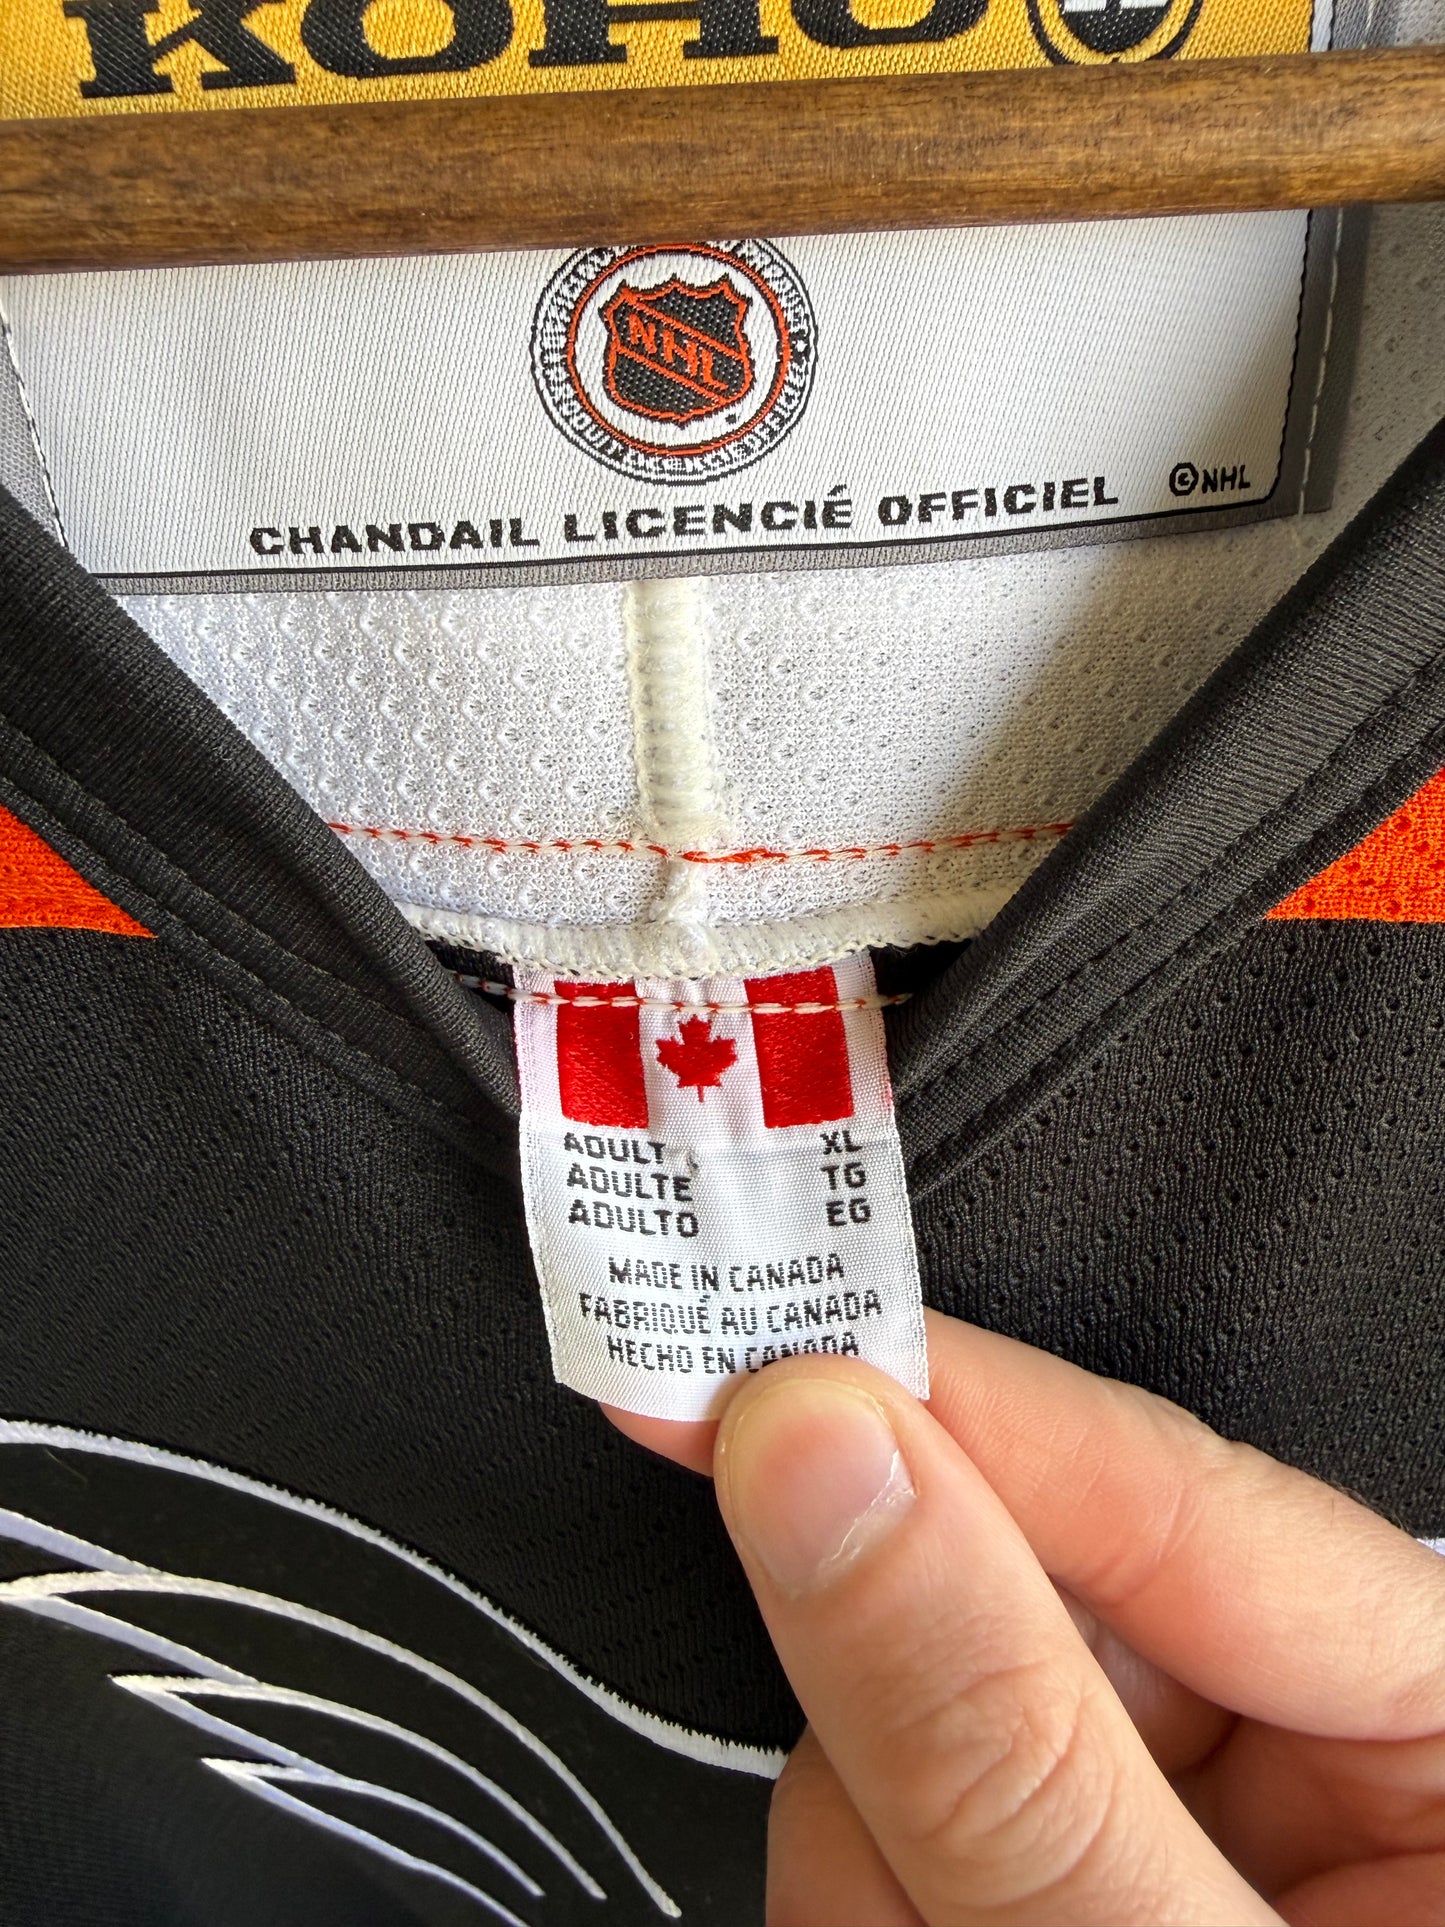 KOHO
NHL
CHANDAIL LICENCIÉ OFFICIEL ©NHL
ADULT XL
ADULTE TG
ADULTO EG
MADE IN CANADA
FABRIQUÉ AU CANADA
HECHO EN CANADA